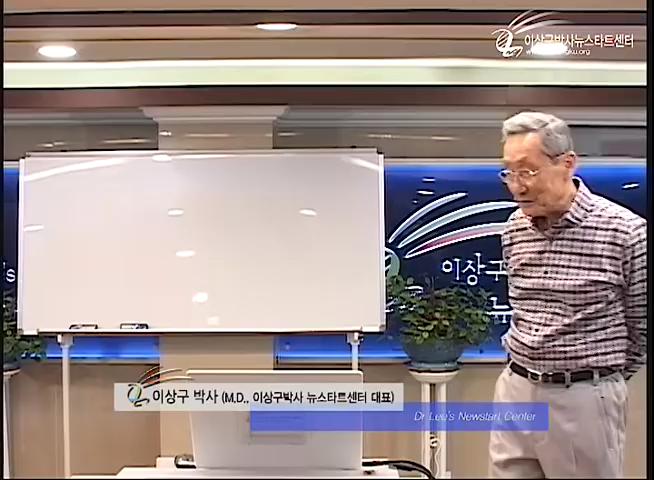 이상구박사뉴스타트센터
이상구
뉴
이상구 박사 (M.D., 이상구박사 뉴스타트센터 대표)
Dr Lee's Newstart Center